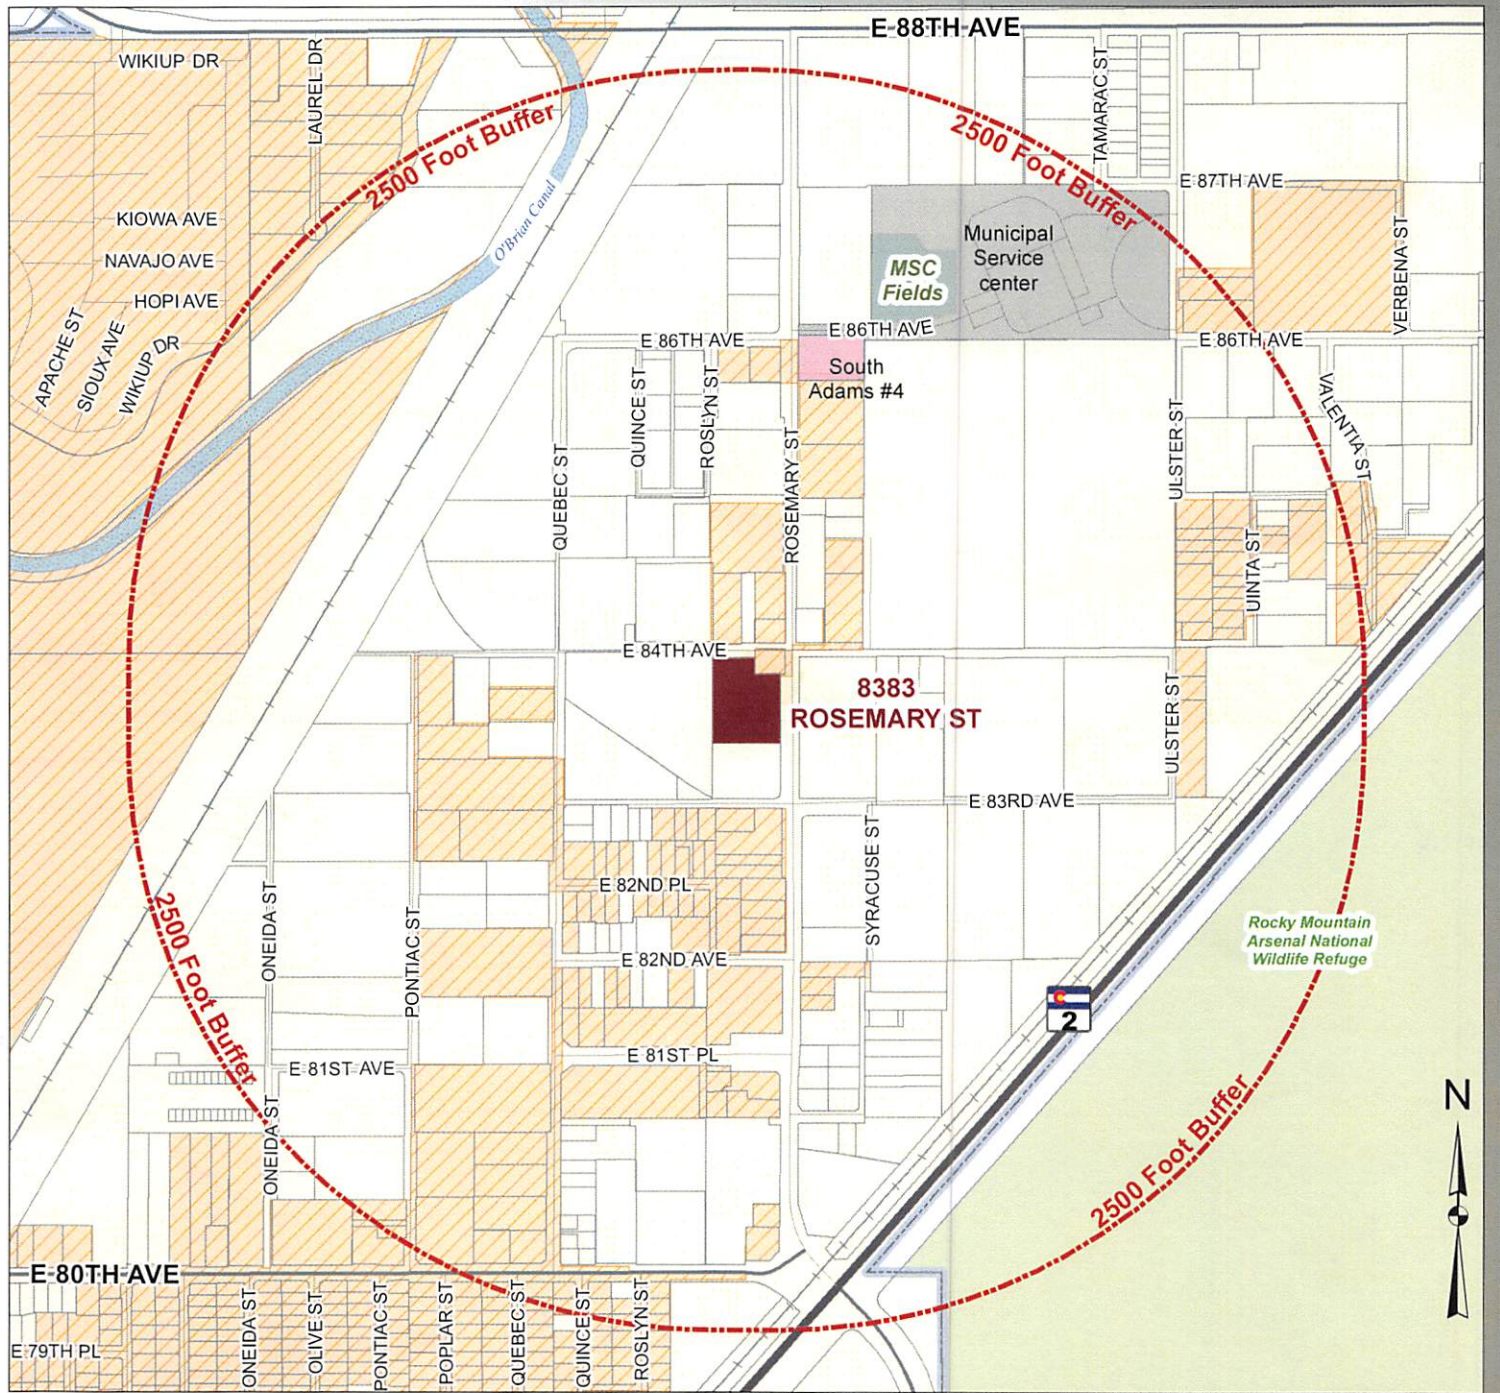 E 88TH AVE
WIKIUP DR
LAUREL DR
TAMARAC ST
2500 Foot Buffer
2500 Foot Buffer
E 87TH AVE
KIOWA AVE
O'Brian Canal
VERBENA ST
NAVAJO AVE
Municipal
Service
center
MSC
Fields
HOPI AVE
APACHE ST
SIOUX AVE
WIKIUP DR
E 86TH AVE
E 86TH AVE
E 86TH AVE
South
Adams #4
QUINCE ST
ROSLYN ST
VALENTIA ST
QUEBEC ST
ROSEMARY ST
ULSTER ST
UINTA ST
E 84TH AVE
8383
ROSEMARY ST
ULSTER ST
E 83RD AVE
SYRACUSE ST
E 82ND PL
ONEIDA ST
PONTIAC ST
2500 Foot Buffer
Rocky Mountain
Arsenal National
Wildlife Refuge
E 82ND AVE
C
2
E 81ST PL
E 81ST AVE
ONEIDA ST
2500 Foot Buffer
N
E 80TH AVE
ONEIDA ST
OLIVE ST
PONTIAC ST
POPLAR ST
QUEBEC ST
QUINCE ST
ROSLYN ST
E 79TH PL